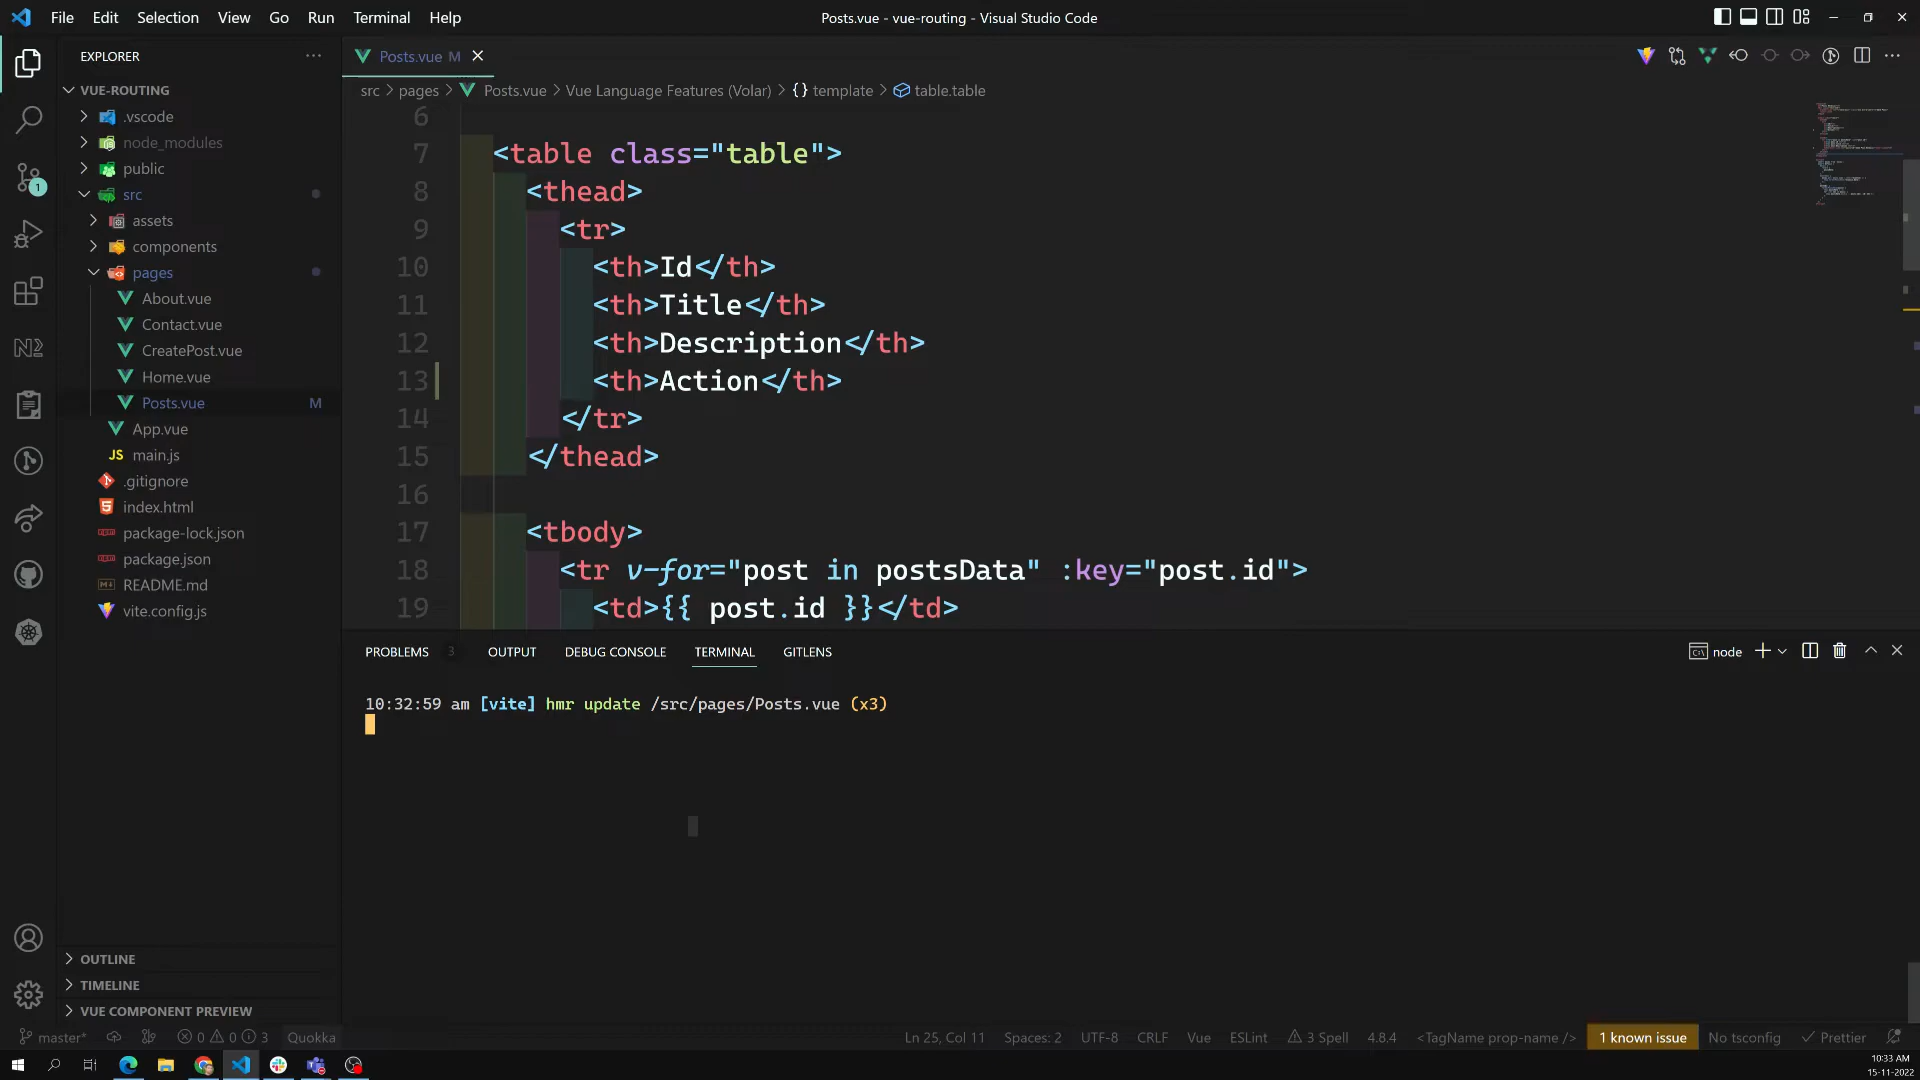 File Edit Selection View Go Run Terminal Help
Posts.vue - vue-routing - Visual Studio Code
EXPLORER
VUE-ROUTING
.vscode
node_modules
public
src
assets
components
pages
About.vue
Contact.vue
CreatePost.vue
Home.vue
Posts.vue M
App.vue
JS main.js
.gitignore
index.html
package-lock.json
package.json
README.md
vite.config.js
OUTLINE
TIMELINE
VUE COMPONENT PREVIEW
1
Posts.vue M
src > pages > Posts.vue > Vue Language Features (Volar) > {} template > table.table
6
7 <table class="table">
8 <thead>
9 <tr>
10 <th>Id</th>
11 <th>Title</th>
12 <th>Description</th>
13 <th>Action</th>
14 </tr>
15 </thead>
16
17 <tbody>
18 <tr v-for="post in postsData" :key="post.id">
19 <td>{{ post.id }}</td>
PROBLEMS 3 OUTPUT DEBUG CONSOLE TERMINAL GITLENS
node
10:32:59 am [vite] hmr update /src/pages/Posts.vue (x3)
master* 0 0 3 Quokka
Ln 25, Col 11 Spaces: 2 UTF-8 CRLF Vue ESLint 3 Spell 4.8.4 <TagName prop-name /> 1 known issue No tsconfig Prettier
10:33 AM
15-11-2022